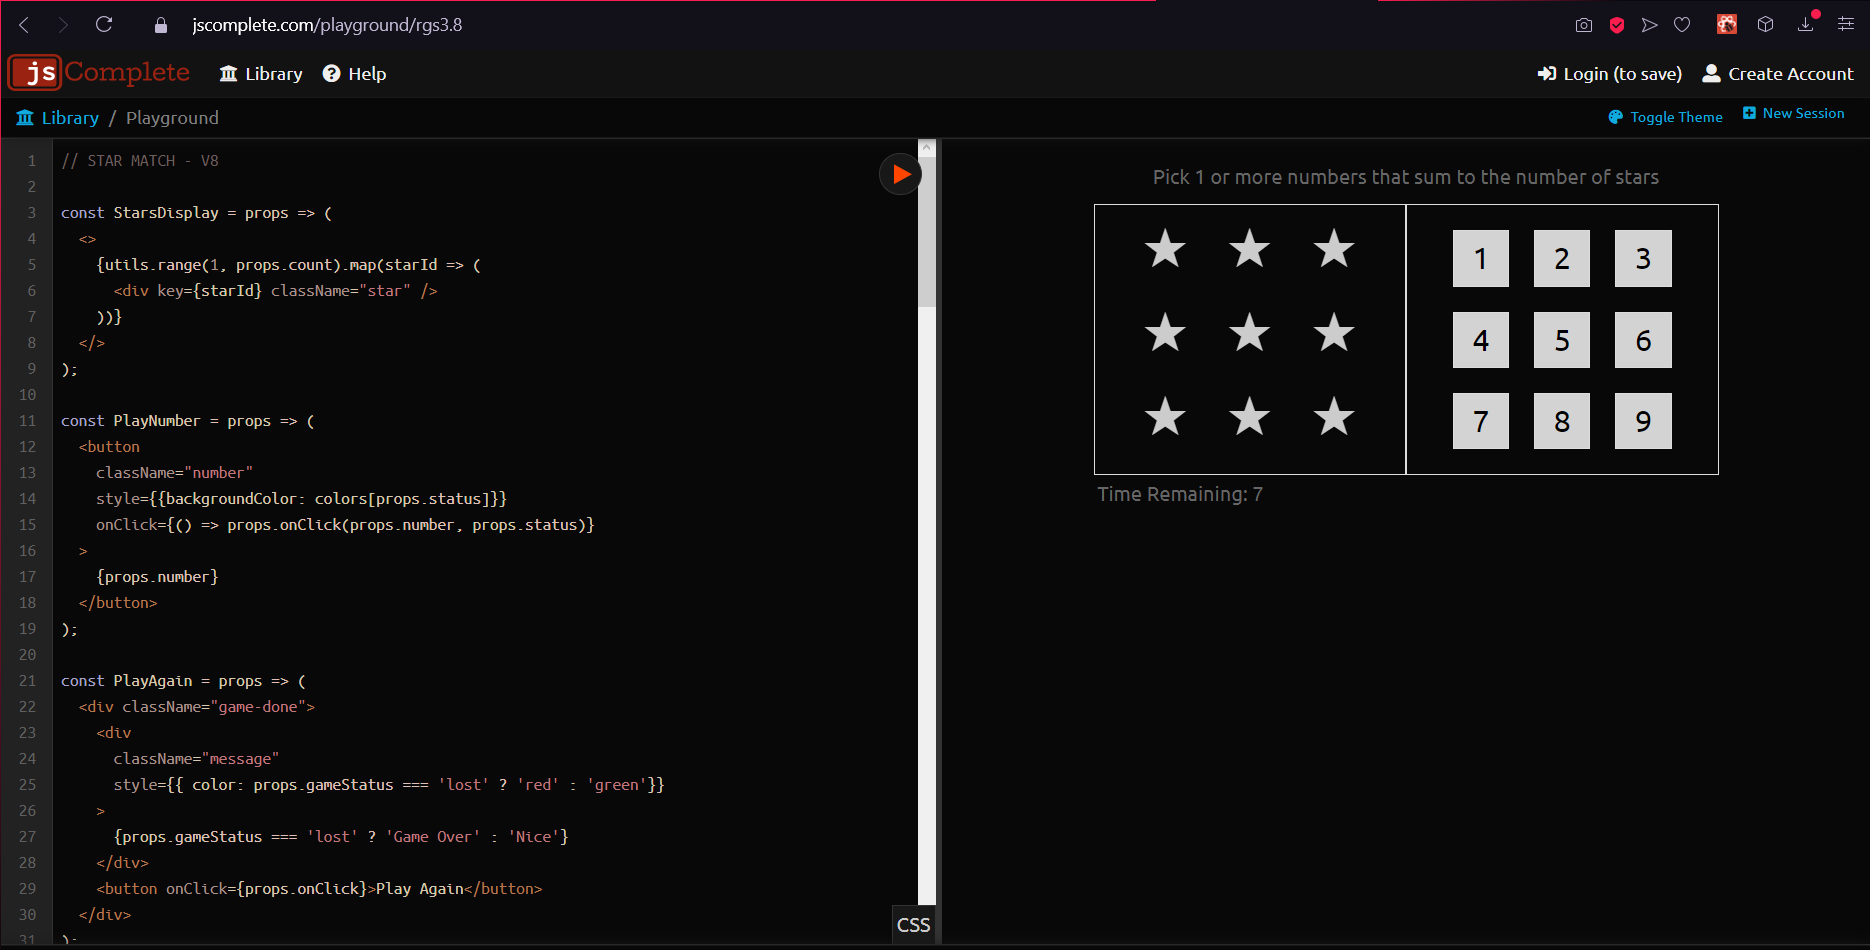 jscomplete.com/playground/rgs3.8
jsComplete Library Help Login (to save) Create Account
Library / Playground Toggle Theme New Session
1 // STAR MATCH - V8
2
3 const StarsDisplay = props => (
4 <>
5 {utils.range(1, props.count).map(starId => (
6 <div key={starId} className="star" />
7 ))}
8 </>
9 );
10
11 const PlayNumber = props => (
12 <button
13 className="number"
14 style={{backgroundColor: colors[props.status]}}
15 onClick={() => props.onClick(props.number, props.status)}
16 >
17 {props.number}
18 </button>
19 );
20
21 const PlayAgain = props => (
22 <div className="game-done">
23 <div
24 className="message"
25 style={{ color: props.gameStatus === 'lost' ? 'red' : 'green'}}
26 >
27 {props.gameStatus === 'lost' ? 'Game Over' : 'Nice'}
28 </div>
29 <button onClick={props.onClick}>Play Again</button>
30 </div>
31 );
CSS
Pick 1 or more numbers that sum to the number of stars
1 2 3
4 5 6
7 8 9
Time Remaining: 7